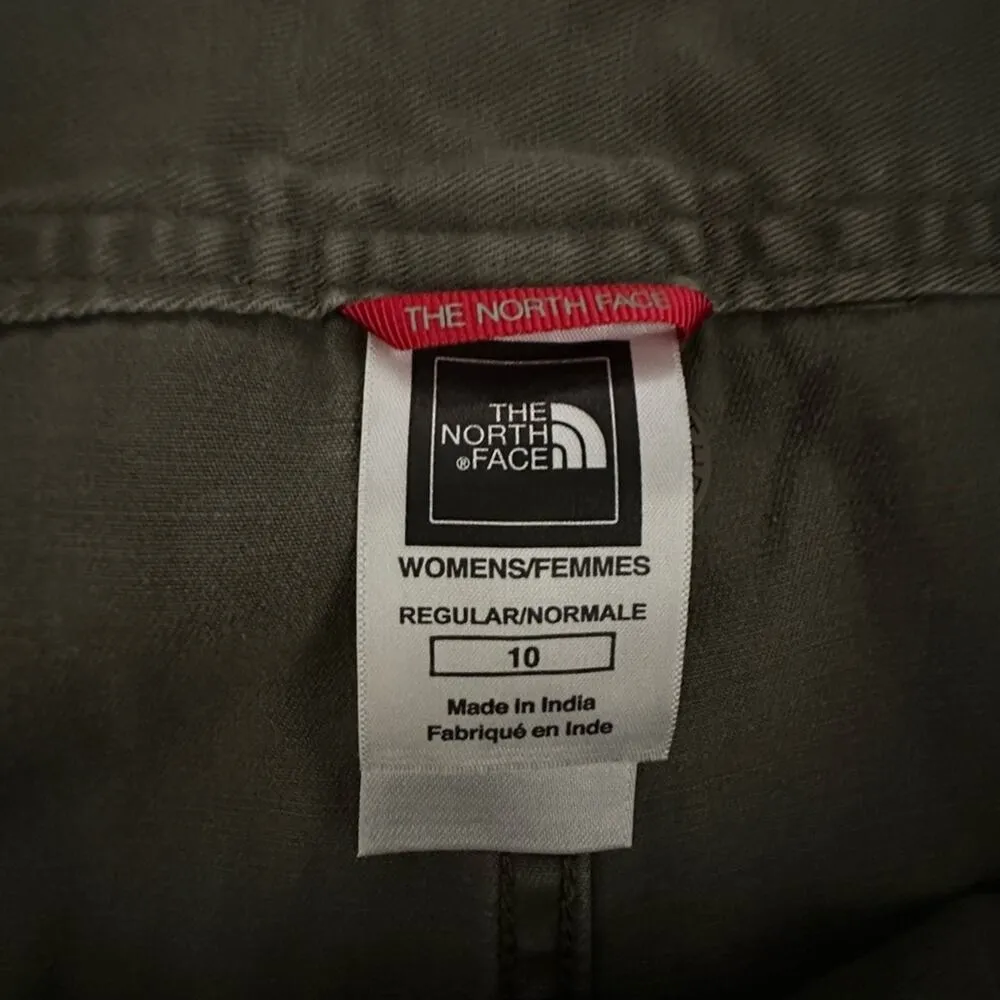 THE NORTH FACE
THE
NORTH
®FACE
WOMENS/FEMMES
REGULAR/NORMALE
10
Made in India
Fabriqué en Inde